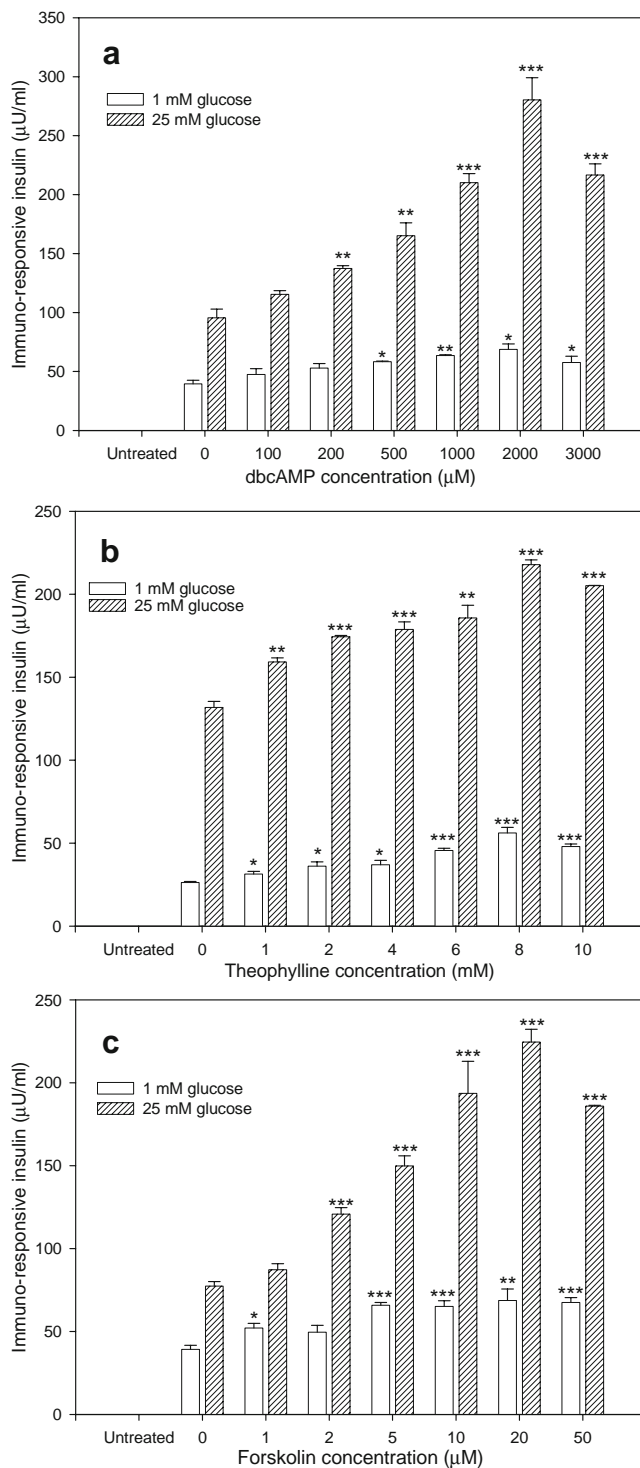 a
350
***
300
1 mM glucose
25 mM glucose
250
***
***
200
**
150
**
100
50
*
**
*
*
0
Immuno-responsive insulin (µU/ml)
Untreated 0 100 200 500 1000 2000 3000
dbcAMP concentration (µM)
b
250
***
1 mM glucose
25 mM glucose
200
**
***
***
***
**
150
100
50
*
*
*
***
***
***
0
Immuno-responsive insulin (µU/ml)
Untreated 0 1 2 4 6 8 10
Theophylline concentration (mM)
c
250
***
***
1 mM glucose
25 mM glucose
200
***
***
150
***
100
50
*
***
***
**
***
0
Immuno-responsive insulin (µU/ml)
Untreated 0 1 2 5 10 20 50
Forskolin concentration (µM)